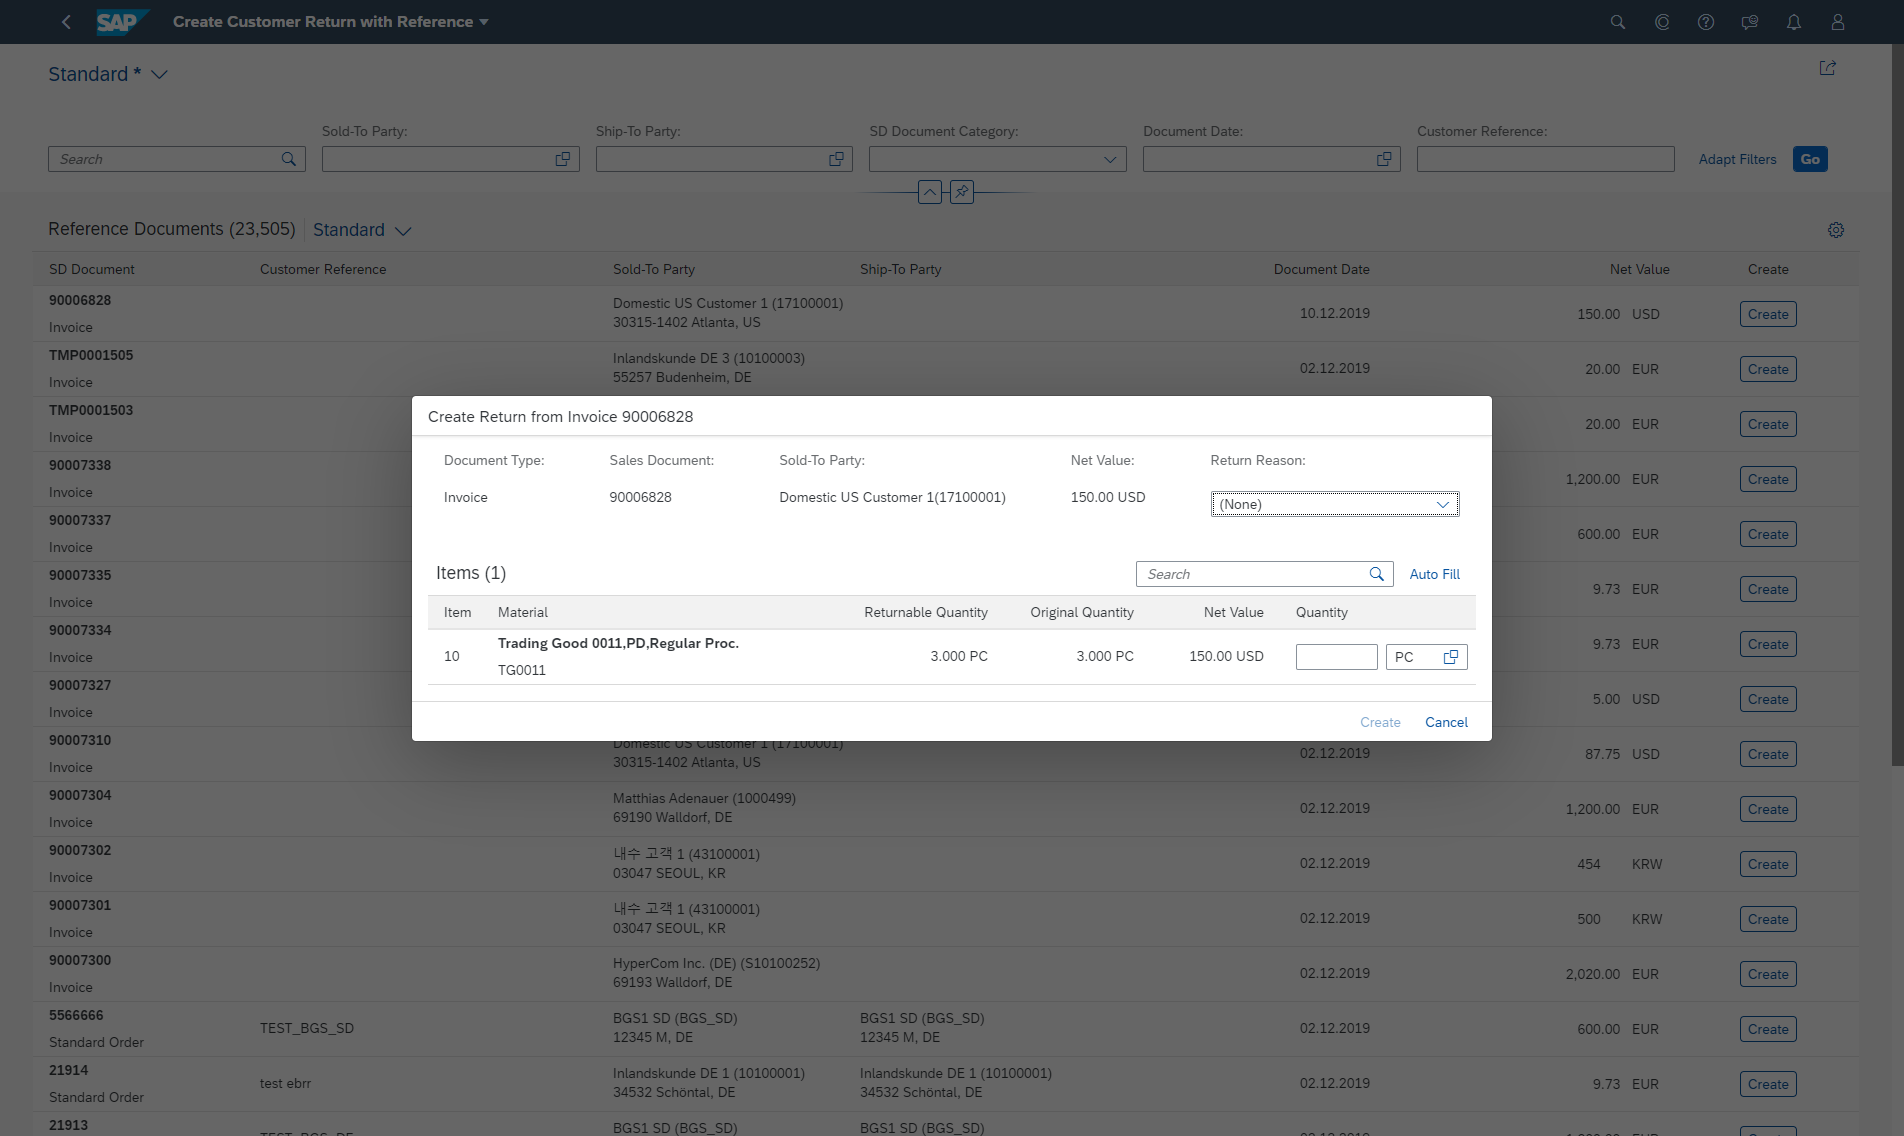 SAP Create Customer Return with Reference
Standard *
Sold-To Party: Ship-To Party: SD Document Category: Document Date: Customer Reference:
Search Adapt Filters Go
Reference Documents (23,505) Standard
SD Document Customer Reference Sold-To Party Ship-To Party Document Date Net Value Create
90006828
Invoice
Domestic US Customer 1 (17100001)
30315-1402 Atlanta, US
10.12.2019 150.00 USD Create
TMP0001505
Invoice
Inlandskunde DE 3 (10100003)
55257 Budenheim, DE
02.12.2019 20.00 EUR Create
TMP0001503
Invoice
20.00 EUR Create
90007338
Invoice
1,200.00 EUR Create
90007337
Invoice
600.00 EUR Create
90007335
Invoice
9.73 EUR Create
90007334
Invoice
9.73 EUR Create
90007327
Invoice
5.00 USD Create
Create Return from Invoice 90006828
Document Type: Sales Document: Sold-To Party: Net Value: Return Reason:
Invoice 90006828 Domestic US Customer 1(17100001) 150.00 USD (None)
Items (1) Search Auto Fill
Item Material Returnable Quantity Original Quantity Net Value Quantity
Trading Good 0011,PD,Regular Proc.
10 3.000 PC 3.000 PC 150.00 USD PC
TG0011
Create Cancel
90007310
Invoice
Domestic US Customer 1 (17100001)
30315-1402 Atlanta, US
02.12.2019 87.75 USD Create
90007304
Invoice
Matthias Adenauer (1000499)
69190 Walldorf, DE
02.12.2019 1,200.00 EUR Create
90007302
Invoice
내수 고객 1 (43100001)
03047 SEOUL, KR
02.12.2019 454 KRW Create
90007301
Invoice
내수 고객 1 (43100001)
03047 SEOUL, KR
02.12.2019 500 KRW Create
90007300
Invoice
HyperCom Inc. (DE) (S10100252)
69193 Walldorf, DE
02.12.2019 2,020.00 EUR Create
5566666
Standard Order
TEST_BGS_SD
BGS1 SD (BGS_SD)
12345 M, DE
BGS1 SD (BGS_SD)
12345 M, DE
02.12.2019 600.00 EUR Create
21914
Standard Order
test ebrr
Inlandskunde DE 1 (10100001)
34532 Schöntal, DE
Inlandskunde DE 1 (10100001)
34532 Schöntal, DE
02.12.2019 9.73 EUR Create
21913
BGS1 SD (BGS_SD) BGS1 SD (BGS_SD)